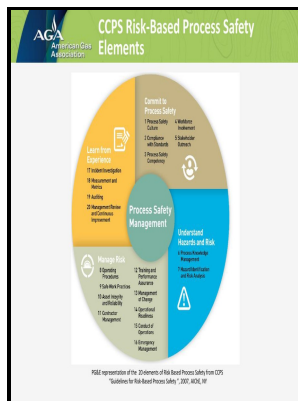 AGA
American Gas
Association
CCPS Risk-Based Process Safety
Elements
Commit to
Process Safety
1 Process Safety
Culture
2 Compliance
with Standards
3 Process Safety
Competency
4 Workforce
Involvement
5 Stakeholder
Outreach
Learn from
Experience
17 Incident Investigation
18 Measurement and
Metrics
19 Auditing
20 Management Review
and Continuous
Improvement
Process Safety
Management
Understand
Hazards and Risk
6 Process Knowledge
Management
7 Hazard Identification
and Risk Analysis
Manage Risk
8 Operating
Procedures
9 Safe Work Practices
10 Asset Integrity
and Reliability
11 Contractor
Management
12 Training and
Performance
Assurance
13 Management
of Change
14 Operational
Readiness
15 Conduct of
Operations
16 Emergency
Management
PG&E representation of the 20 elements of Risk Based Process Safety from CCPS
"Guidelines for Risk-Based Process Safety", 2007, AIChE, NY